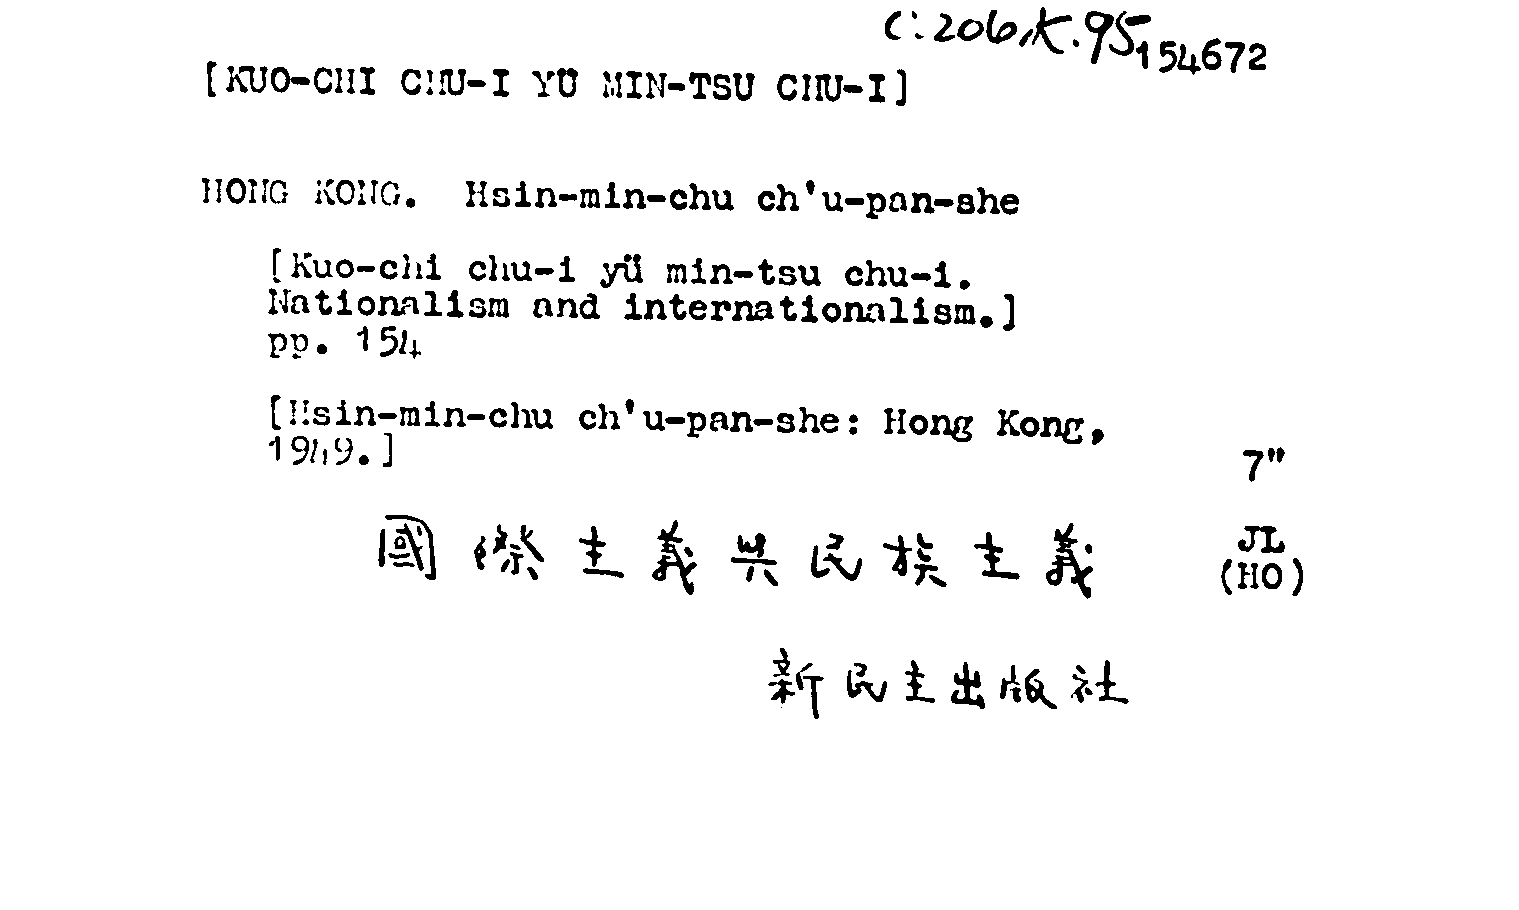 C:206.K.95
154672
[KUO-CHI CHU-I YÜ MIN-TSU CHU-I]
HONG KONG. Hsin-min-chu ch'u-pan-she
[Kuo-chi chu-i yü min-tsu chu-i.
Nationalism and internationalism.]
pp. 154
[Hsin-min-chu ch'u-pan-she: Hong Kong,
1949.]
7"
國際主義與民族主義
JL
(HO)
新民主出版社